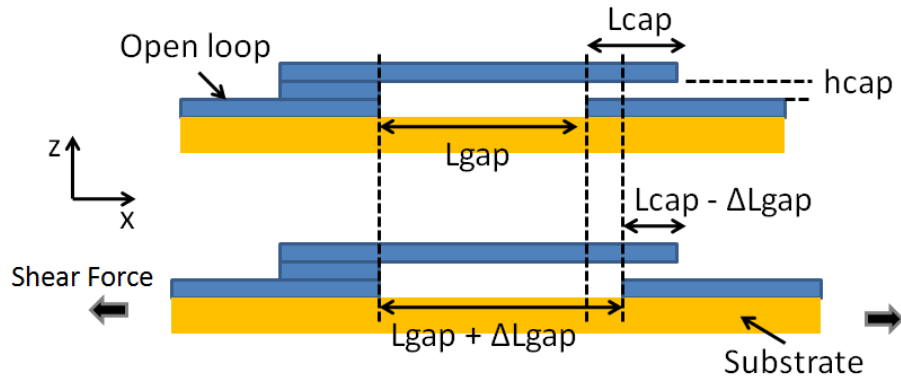 Lcap
Open loop
hcap
Lgap
z
x
Lcap - ΔLgap
Shear Force
Lgap + ΔLgap
Substrate